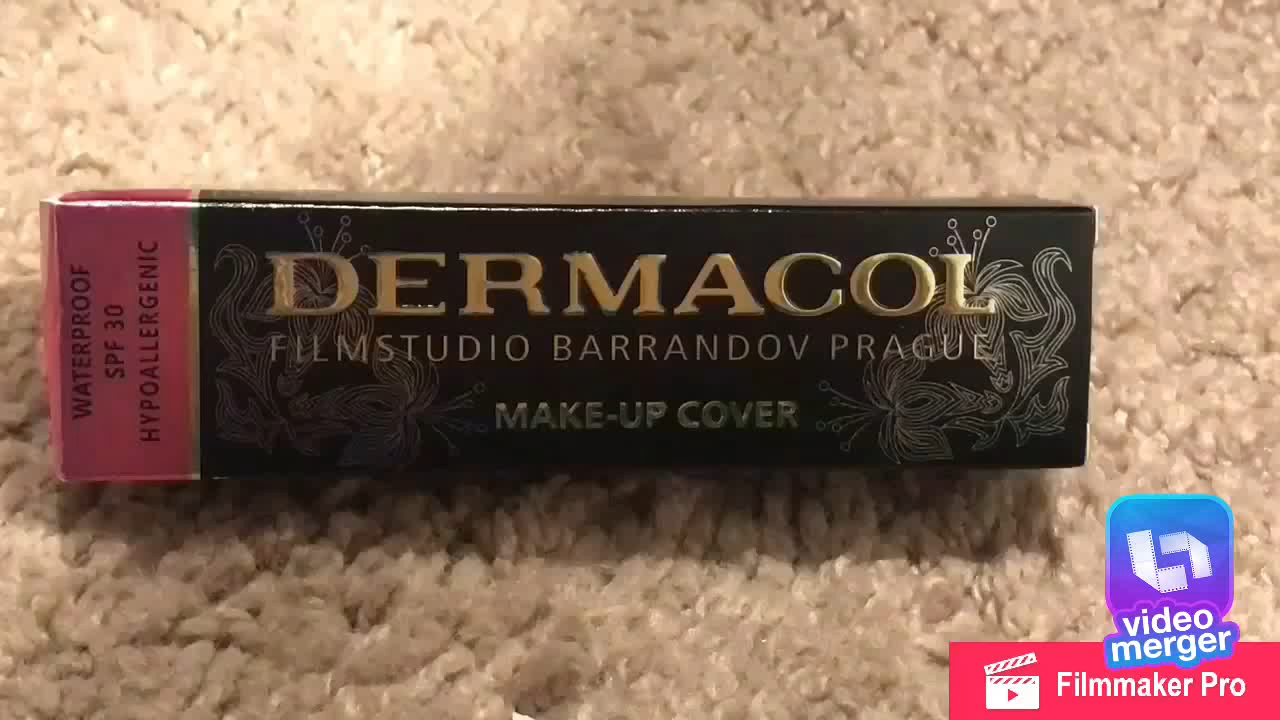 WATERPROOF
SPF 30
HYPOALLERGENIC
DERMACOL
FILMSTUDIO BARRANDOV PRAGUE
MAKE-UP COVER
video
merger
Filmmaker Pro